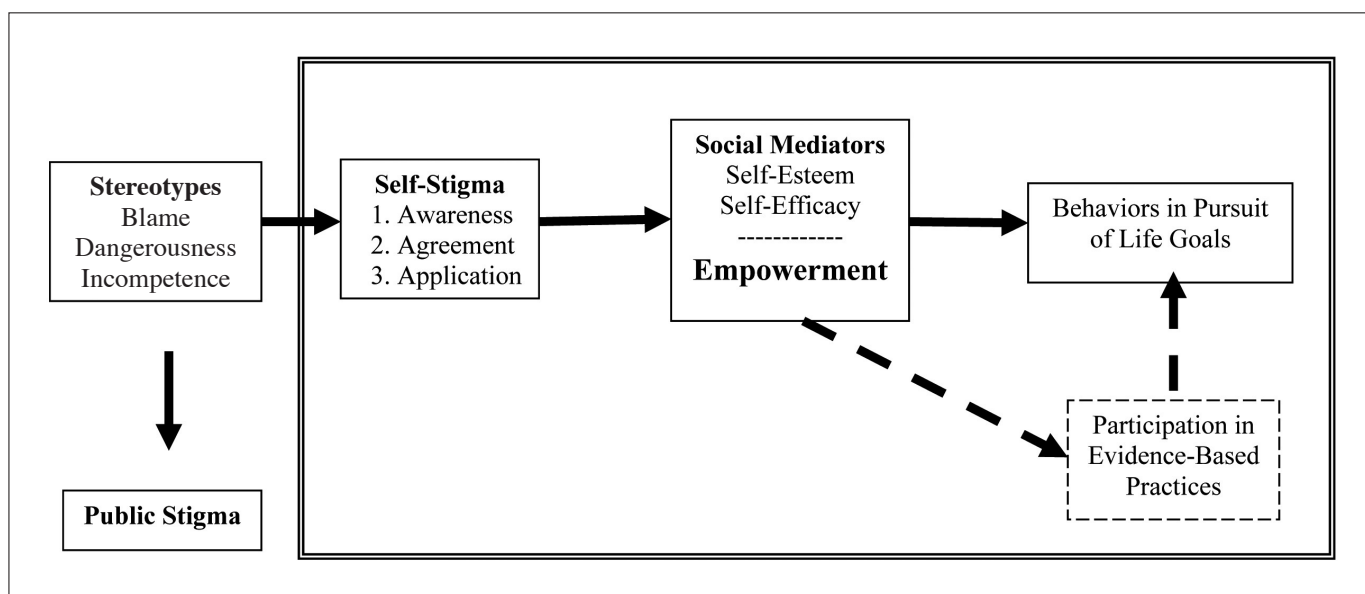 Stereotypes
Blame
Dangerousness
Incompetence
Public Stigma
Self-Stigma
1. Awareness
2. Agreement
3. Application
Social Mediators
Self-Esteem
Self-Efficacy
------------
Empowerment
Behaviors in Pursuit
of Life Goals
Participation in
Evidence-Based
Practices